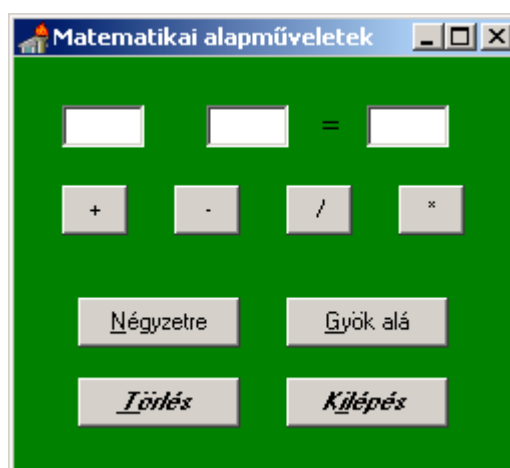 Matematikai alapműveletek
=
+ - / *
Négyzetre Gyök alá
Törlés Kilépés